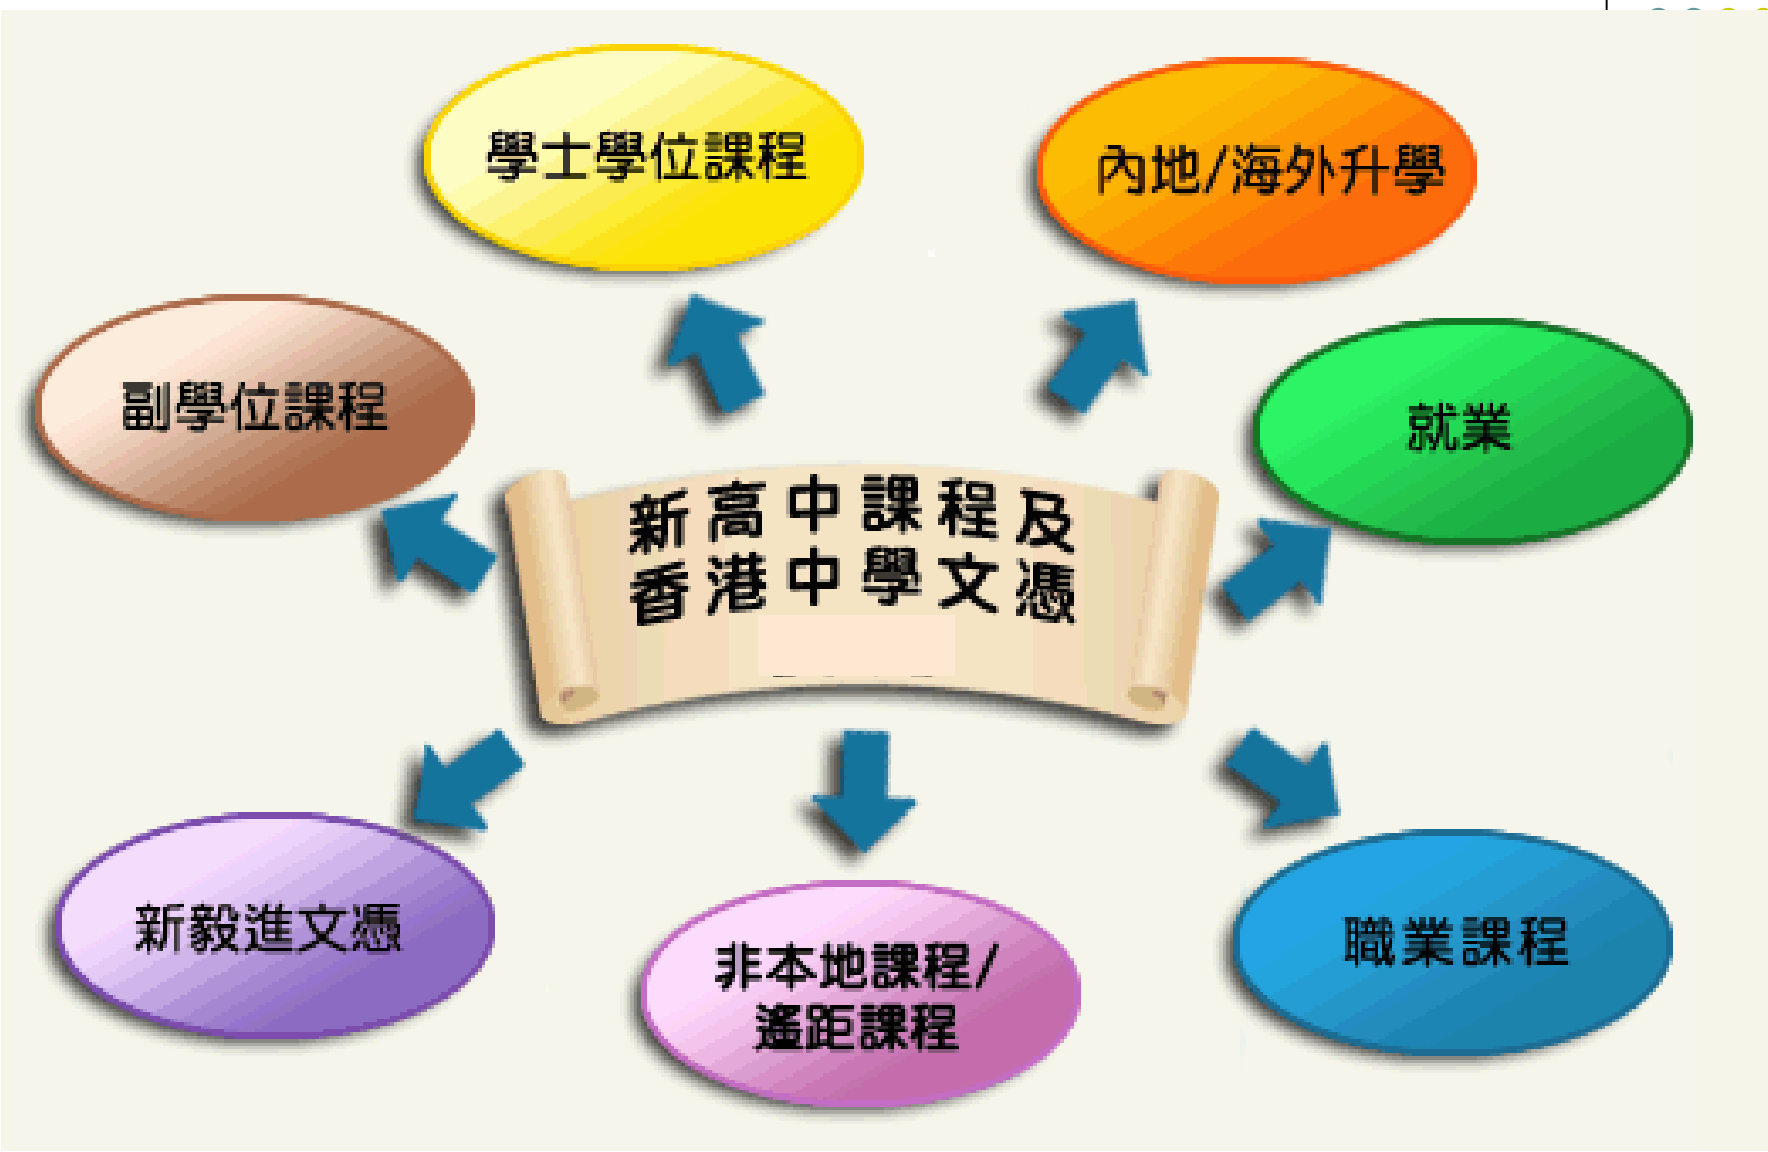 學士學位課程
內地/海外升學
副學位課程
就業
新高中課程及
香港中學文憑
新毅進文憑
非本地課程/
遙距課程
職業課程